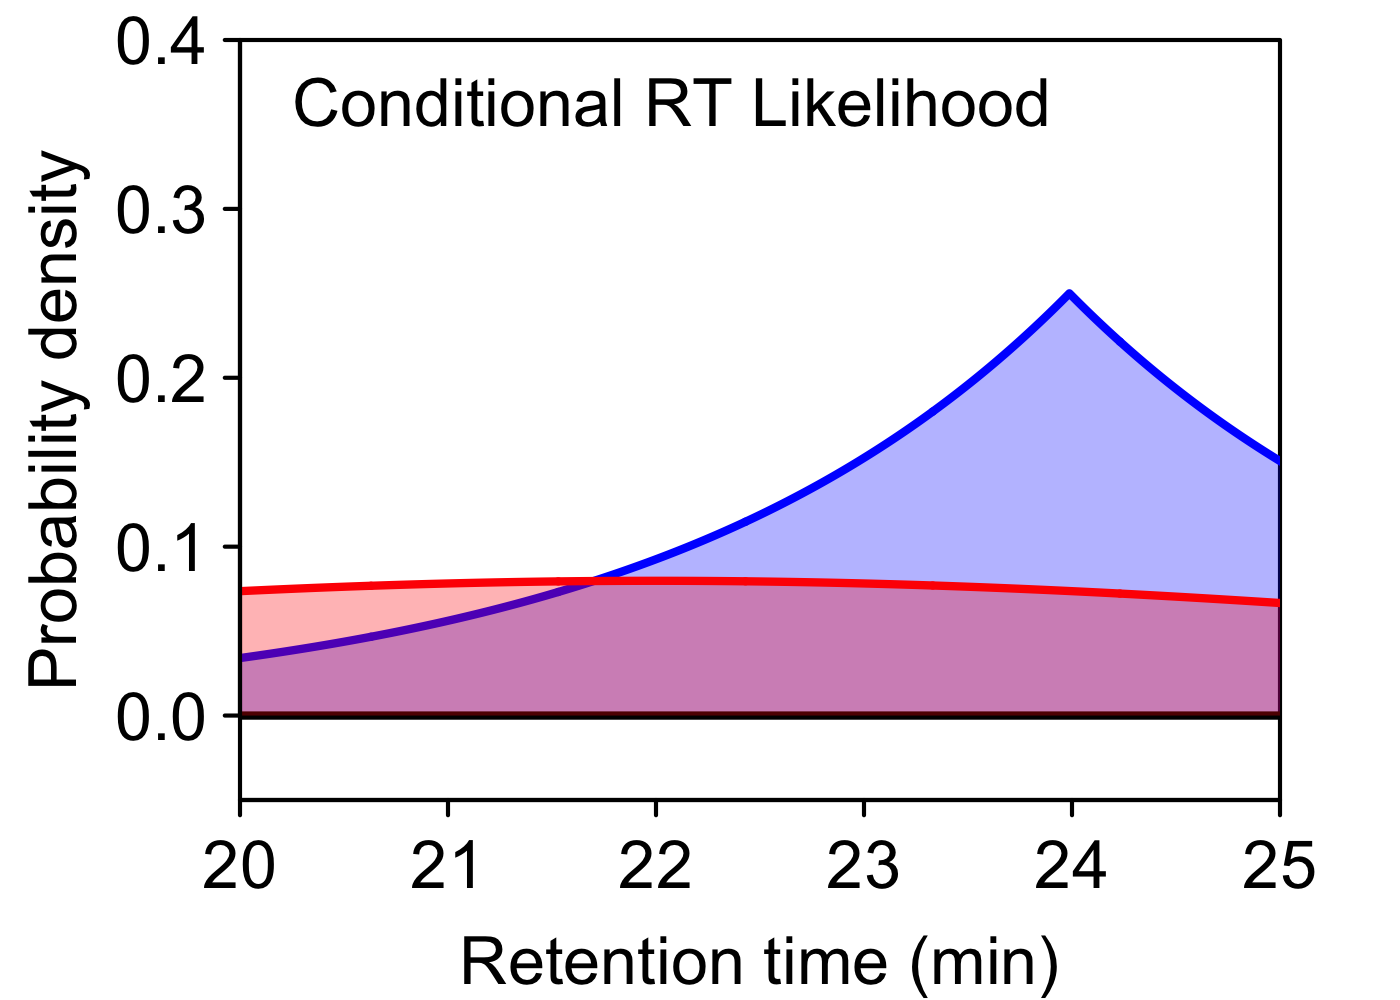 Conditional RT Likelihood
Probability density
0.4
0.3
0.2
0.1
0.0
20 21 22 23 24 25
Retention time (min)